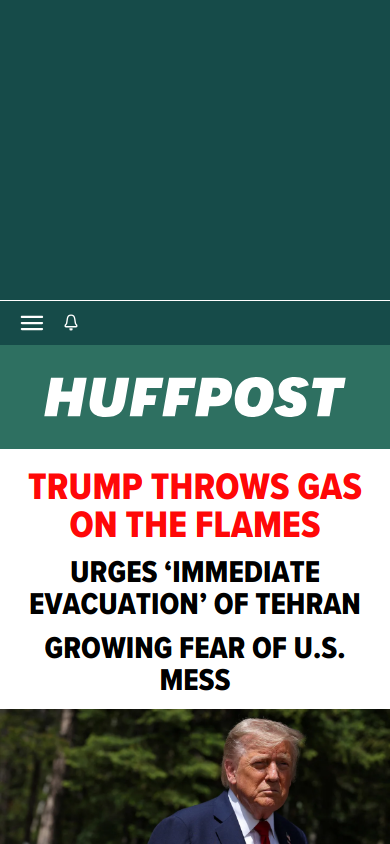 HUFFPOST
TRUMP THROWS GAS
ON THE FLAMES
URGES ‘IMMEDIATE
EVACUATION’ OF TEHRAN
GROWING FEAR OF U.S.
MESS